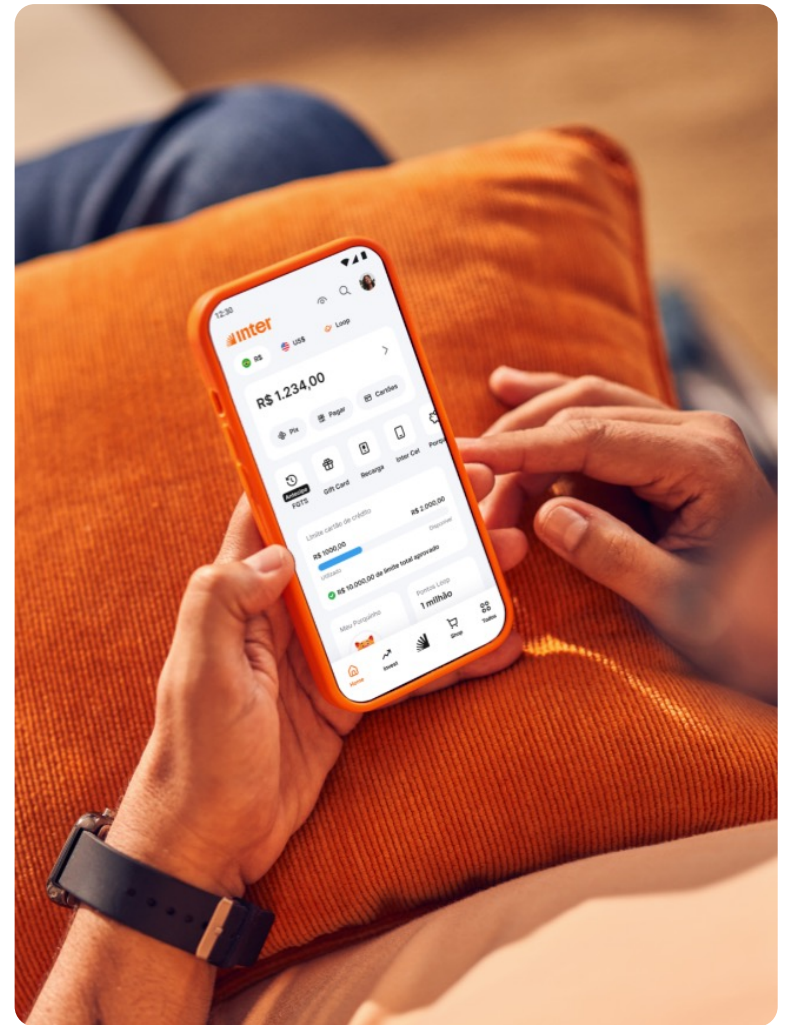 12:30
inter
R$ US$ Loop
R$ 1.234,00
Pix Pagar Cartões
Antecipar
FGTS Gift Card Recarga Inter Cel Porqu
Limite cartão de crédito
R$ 1000,00 R$ 2.000,00
Utilizado Disponível
R$ 10.000,00 de limite total aprovado
Meu Porquinho Pontos Loop
1 milhão
Home Invest Shop Todos